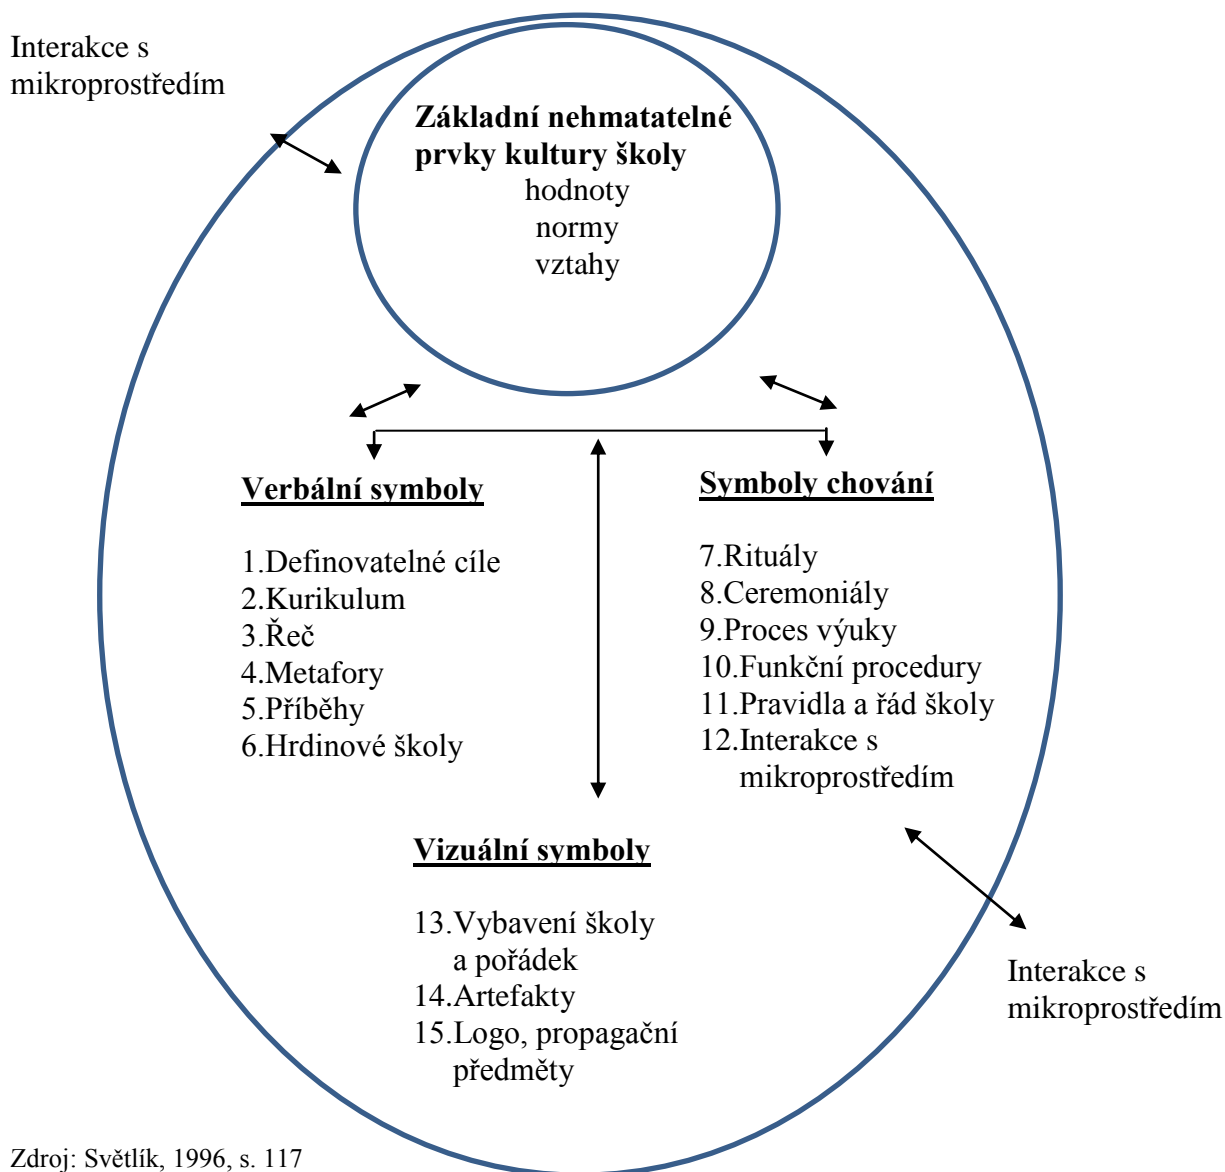 Interakce s
mikroprostředím
Základní nehmatatelné
prvky kultury školy
hodnoty
normy
vztahy
Verbální symboly
1.Definovatelné cíle
2.Kurikulum
3.Řeč
4.Metafory
5.Příběhy
6.Hrdinové školy
Symboly chování
7.Rituály
8.Ceremoniály
9.Proces výuky
10.Funkční procedury
11.Pravidla a řád školy
12.Interakce s
mikroprostředím
Vizuální symboly
13.Vybavení školy
a pořádek
14.Artefakty
15.Logo, propagační
předměty
Interakce s
mikroprostředím
Zdroj: Světlík, 1996, s. 117